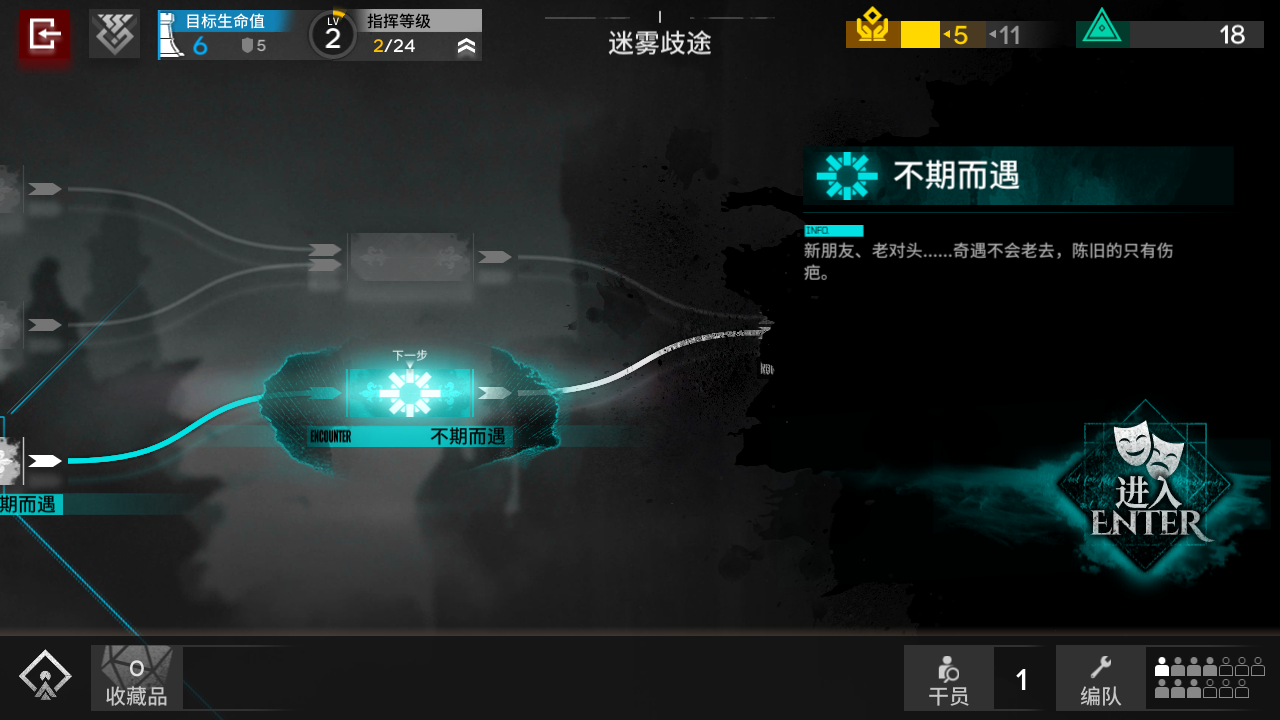 目标生命值
6
5
LV
2
指挥等级
2/24
迷雾歧途
5
11
18
不期而遇
INFO.
新朋友、老对头......奇遇不会老去，陈旧的只有伤
疤。
下一步
ENCOUNTER
不期而遇
期而遇
进入
ENTER
0
收藏品
干员
1
编队